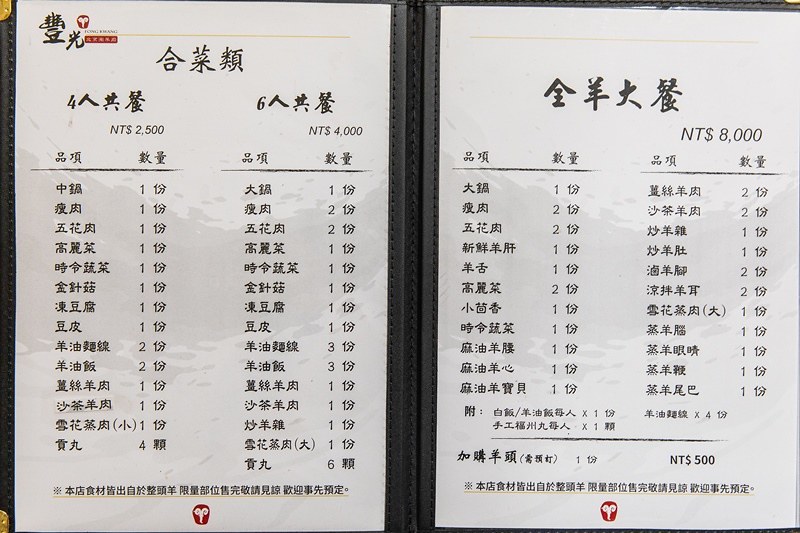 豐光
FONG KWANG
合菜類
4人共餐
NT$ 2,500
品項 數量
中鍋 1 份
瘦肉 1 份
五花肉 1 份
高麗菜 1 份
時令蔬菜 1 份
金針菇 1 份
凍豆腐 1 份
豆皮 1 份
羊油麵線 2 份
羊油飯 2 份
薑絲羊肉 1 份
沙茶羊肉 1 份
雪花蒸肉(小) 1 份
貢丸 4 顆
6人共餐
NT$ 4,000
品項 數量
大鍋 1 份
瘦肉 2 份
五花肉 2 份
高麗菜 1 份
時令蔬菜 1 份
金針菇 1 份
凍豆腐 1 份
豆皮 1 份
羊油麵線 3 份
羊油飯 3 份
薑絲羊肉 1 份
沙茶羊肉 1 份
炒羊雜 1 份
雪花蒸肉(大) 1 份
貢丸 6 顆
※ 本店食材皆出自於整頭羊 限量部位售完敬請見諒 歡迎事先預定。
全羊大餐
NT$ 8,000
品項 數量
大鍋 1 份
瘦肉 2 份
五花肉 2 份
新鮮羊肝 1 份
羊舌 1 份
高麗菜 2 份
小茴香 1 份
時令蔬菜 1 份
麻油羊腰 1 份
麻油羊心 1 份
麻油羊寶貝 1 份
品項 數量
薑絲羊肉 2 份
沙茶羊肉 2 份
炒羊雜 1 份
炒羊肚 1 份
滷羊腳 2 份
涼拌羊耳 2 份
雪花蒸肉(大) 1 份
蒸羊腦 1 份
蒸羊眼睛 1 份
蒸羊鞭 1 份
蒸羊尾巴 1 份
附： 白飯/羊油飯每人 X 1 份 羊油麵線 X 4 份
手工福州丸每人 . X 1 顆
加購羊頭(需預訂) 1 份 NT$ 500
※ 本店食材皆出自於整頭羊 限量部位售完敬請見諒 歡迎事先預定。